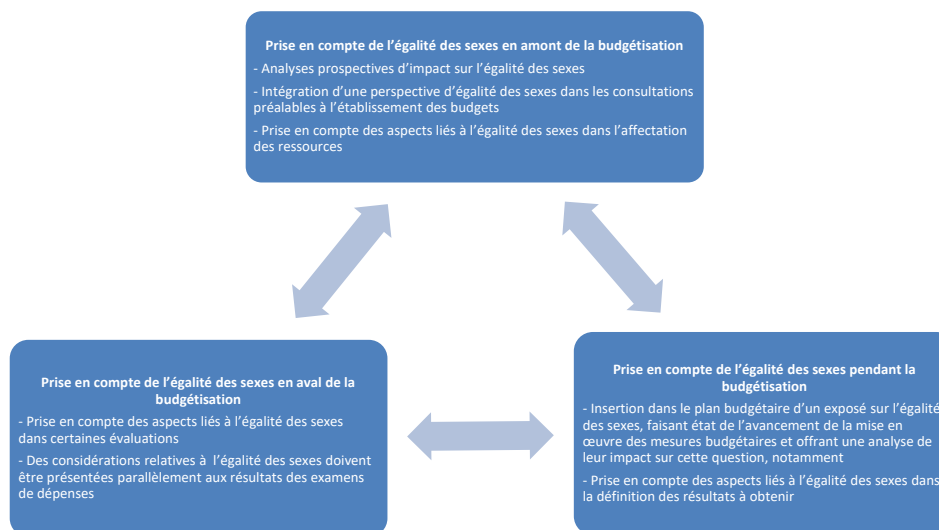 Prise en compte de l'égalité des sexes en amont de la budgétisation
- Analyses prospectives d'impact sur l'égalité des sexes
- Intégration d'une perspective d'égalité des sexes dans les consultations
préalables à l'établissement des budgets
- Prise en compte des aspects liés à l'égalité des sexes dans l'affectation
des ressources
Prise en compte de l'égalité des sexes en aval de la
budgétisation
- Prise en compte des aspects liés à l'égalité des sexes
dans certaines évaluations
- Des considérations relatives à l'égalité des sexes doivent
être présentées parallèlement aux résultats des examens
de dépenses
Prise en compte de l'égalité des sexes pendant la
budgétisation
- Insertion dans le plan budgétaire d'un exposé sur l'égalité
des sexes, faisant état de l'avancement de la mise en
œuvre des mesures budgétaires et offrant une analyse de
leur impact sur cette question, notamment
- Prise en compte des aspects liés à l'égalité des sexes dans
la définition des résultats à obtenir